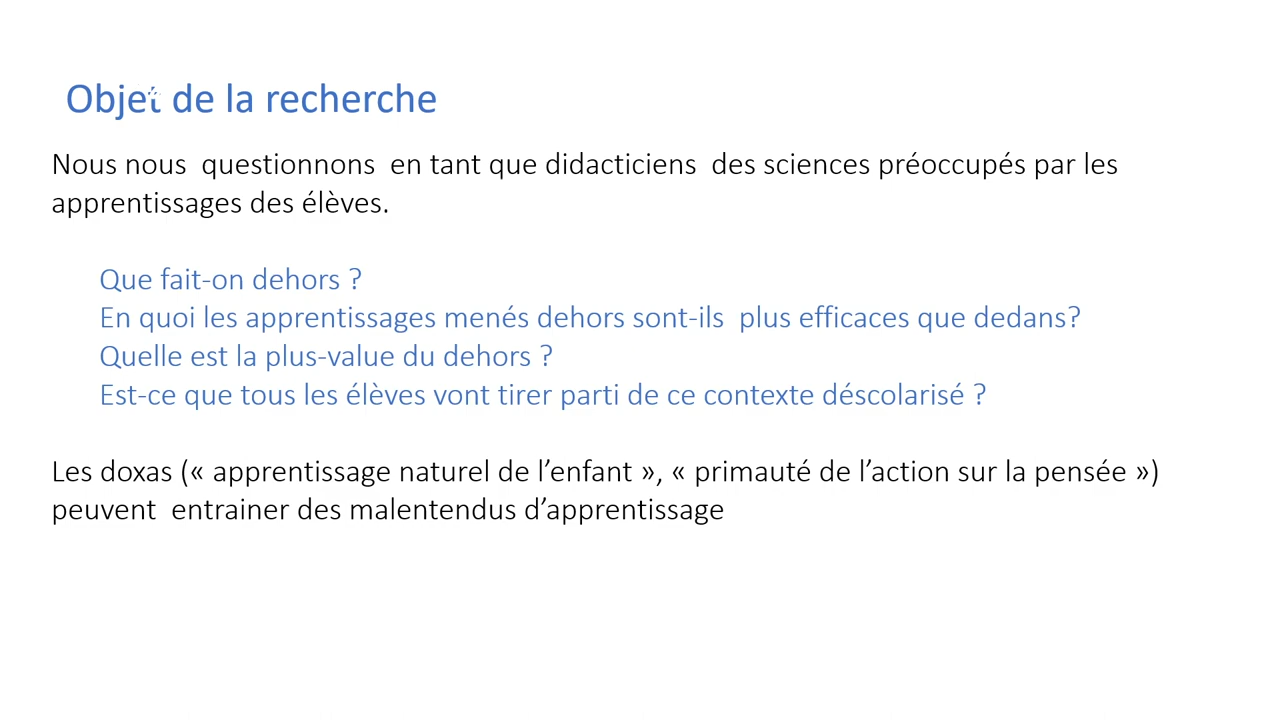 Objet de la recherche
Nous nous questionnons en tant que didacticiens des sciences préoccupés par les
apprentissages des élèves.
Que fait-on dehors ?
En quoi les apprentissages menés dehors sont-ils plus efficaces que dedans?
Quelle est la plus-value du dehors ?
Est-ce que tous les élèves vont tirer parti de ce contexte déscolarisé ?
Les doxas (« apprentissage naturel de l’enfant », « primauté de l’action sur la pensée »)
peuvent entrainer des malentendus d’apprentissage